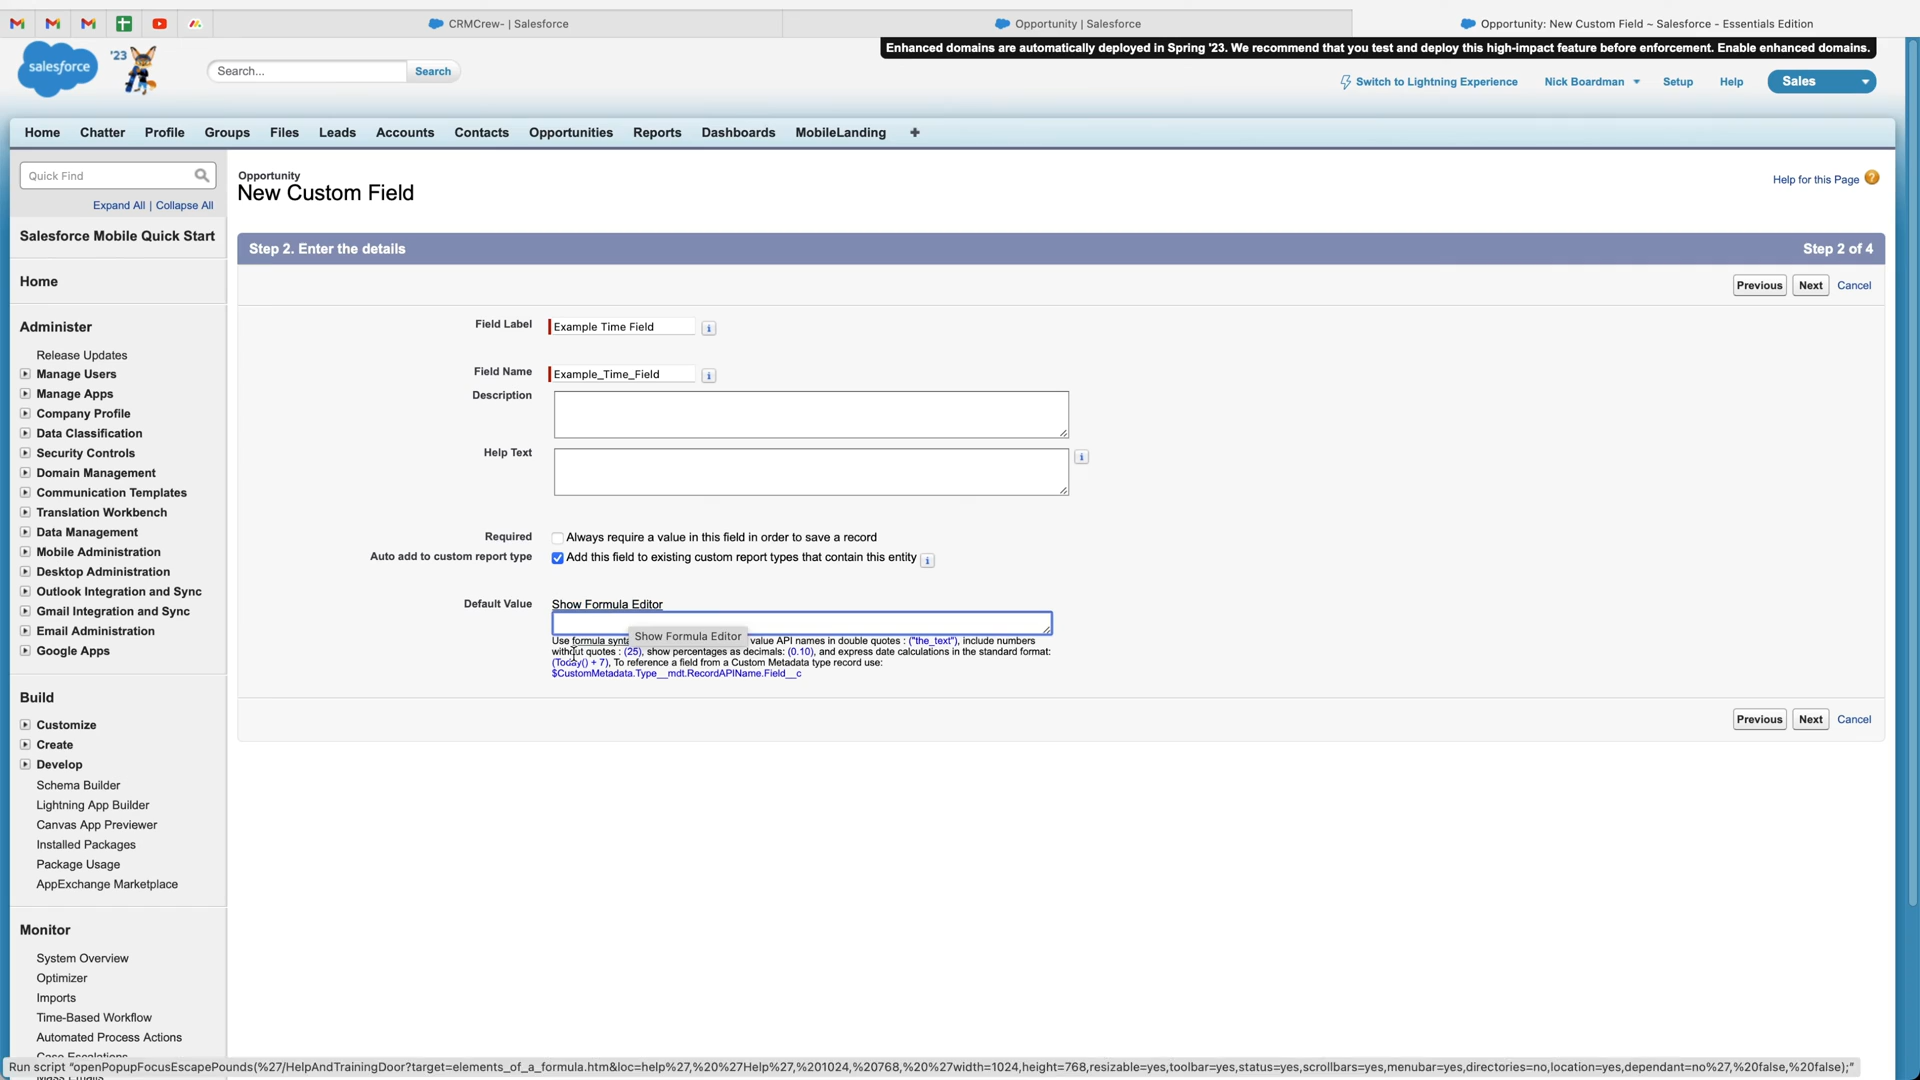 CRMCrew- | Salesforce
Opportunity | Salesforce
Opportunity: New Custom Field ~ Salesforce - Essentials Edition
Enhanced domains are automatically deployed in Spring '23. We recommend that you test and deploy this high-impact feature before enforcement. Enable enhanced domains.
salesforce
'23
Search...
Search
Switch to Lightning Experience
Nick Boardman
Setup
Help
Sales
Home
Chatter
Profile
Groups
Files
Leads
Accounts
Contacts
Opportunities
Reports
Dashboards
MobileLanding
Quick Find
Expand All | Collapse All
Salesforce Mobile Quick Start
Home
Administer
Release Updates
Manage Users
Manage Apps
Company Profile
Data Classification
Security Controls
Domain Management
Communication Templates
Translation Workbench
Data Management
Mobile Administration
Desktop Administration
Outlook Integration and Sync
Gmail Integration and Sync
Email Administration
Google Apps
Build
Customize
Create
Develop
Schema Builder
Lightning App Builder
Canvas App Previewer
Installed Packages
Package Usage
AppExchange Marketplace
Monitor
System Overview
Optimizer
Imports
Time-Based Workflow
Automated Process Actions
Opportunity
New Custom Field
Help for this Page
Step 2. Enter the details
Step 2 of 4
Previous
Next
Cancel
Field Label
Example Time Field
Field Name
Example_Time_Field
Description
Help Text
Required
Always require a value in this field in order to save a record
Auto add to custom report type
Add this field to existing custom report types that contain this entity
Default Value
Show Formula Editor
Show Formula Editor
Use formula synta value API names in double quotes : ("the_text"), include numbers
without quotes : (25), show percentages as decimals: (0.10), and express date calculations in the standard format:
(Today() + 7), To reference a field from a Custom Metadata type record use:
$CustomMetadata.Type__mdt.RecordAPIName.Field__c
Previous
Next
Cancel
Run script "openPopupFocusEscapePounds(%27/HelpAndTrainingDoor?target=elements_of_a_formula.htm&loc=help%27,%20%27Help%27,%201024,%20768,%20%27width=1024,height=768,resizable=yes,toolbar=yes,status=yes,scrollbars=yes,menubar=yes,directories=no,location=yes,dependant=no%27,%20false,%20false);"